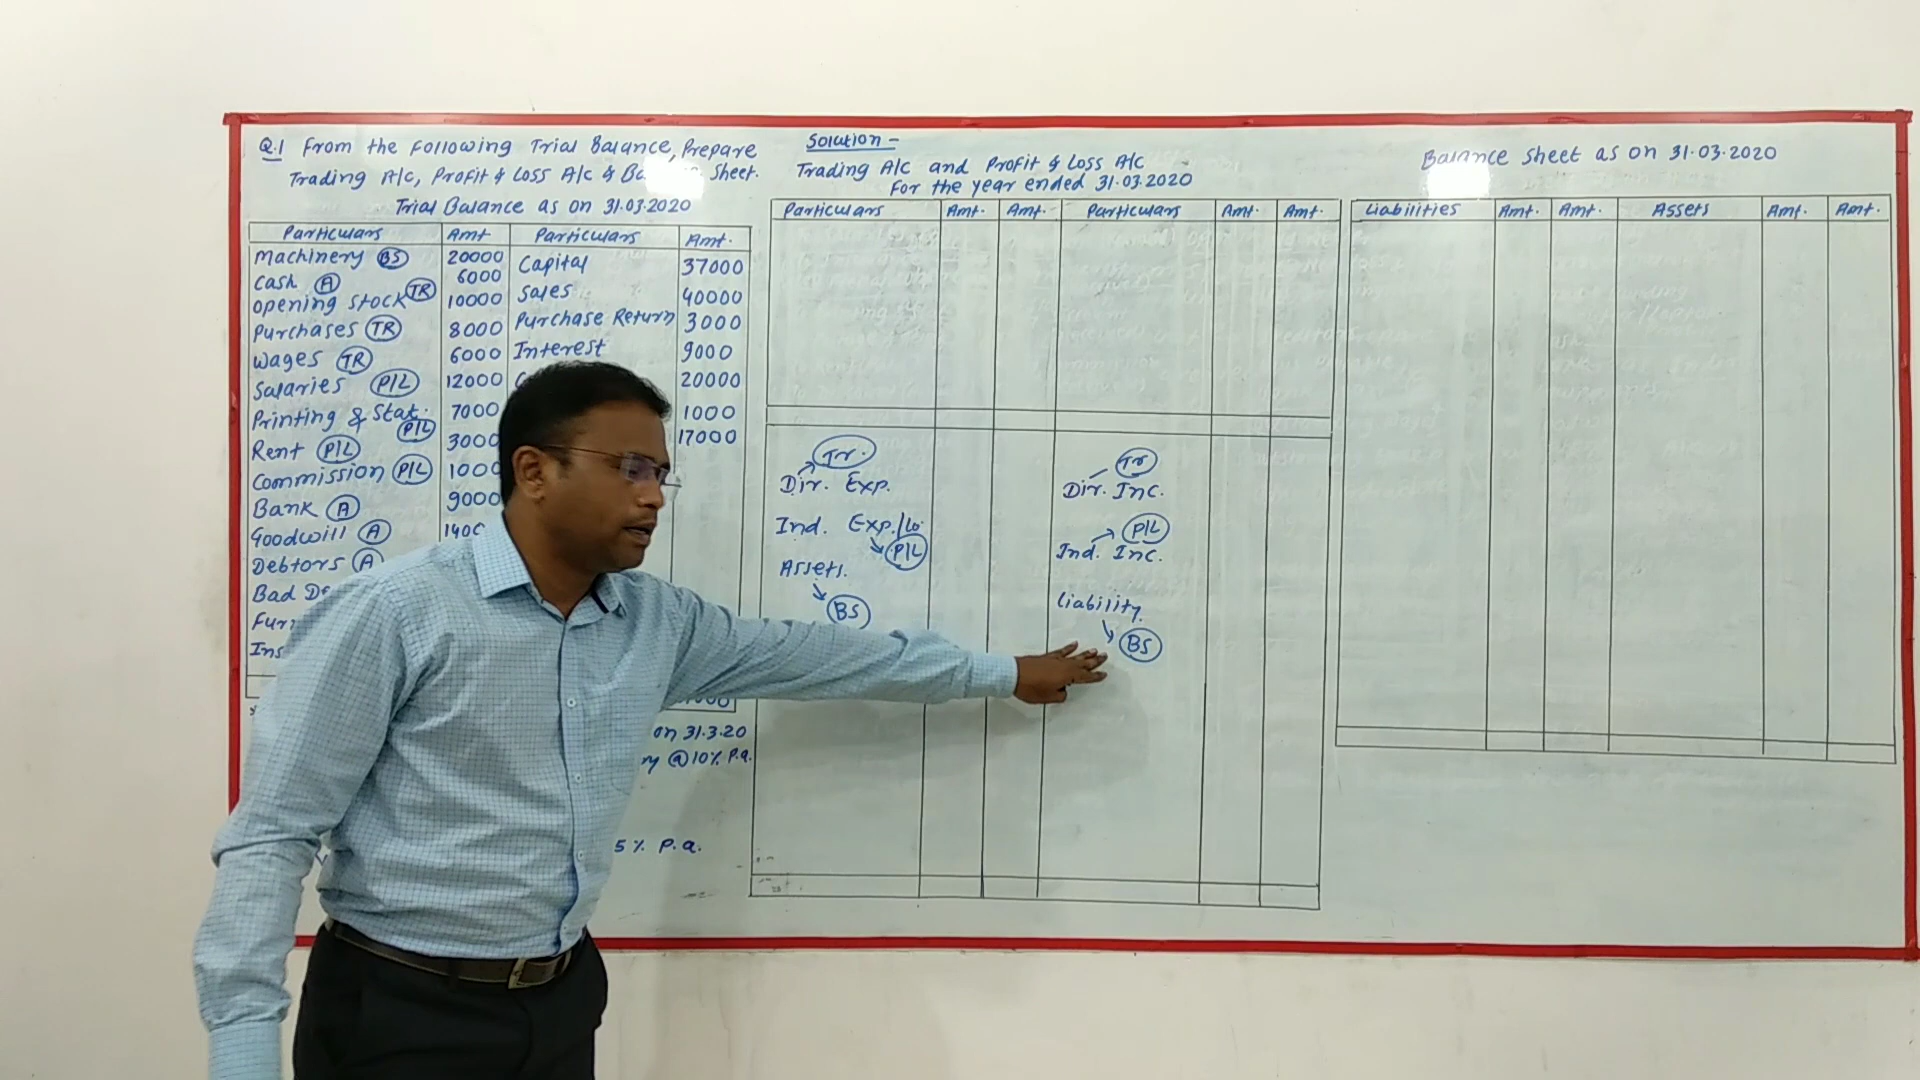 Q.1 From the Following Trial Balance, Prepare
Trading A/c, Profit & Loss A/c & Ba Sheet.
Trial Balance as on 31.03.2020
Particulars Amt Particulars Amt.
Machinery BS 20000 Capital 37000
Cash A 6000
Opening Stock TR 10000 Sales 40000
Purchases TR 8000 Purchase Return 3000
Wages TR 6000 Interest 9000
Salaries P/L 12000 20000
Printing & Stat. P/L 7000 1000
Rent P/L 3000 17000
Commission P/L 1000
Bank A 9000
Goodwill A 1400
Debtors A
Bad De
Furn
Ins
on 31.3.20
ry @10% P.a.
5% P.a.
Solution -
Trading A/c and Profit & Loss A/c
For the year ended 31.03.2020
Particulars Amt. Amt. Particulars Amt. Amt.
Tr. Tr
Dir. Exp. Dir. Inc.
Ind. Exp./Lo. P/L
P/L Ind. Inc.
Assets.
BS Liability.
BS
Balance Sheet as on 31.03.2020
Liabilities Amt. Amt. Assets Amt. Amt.